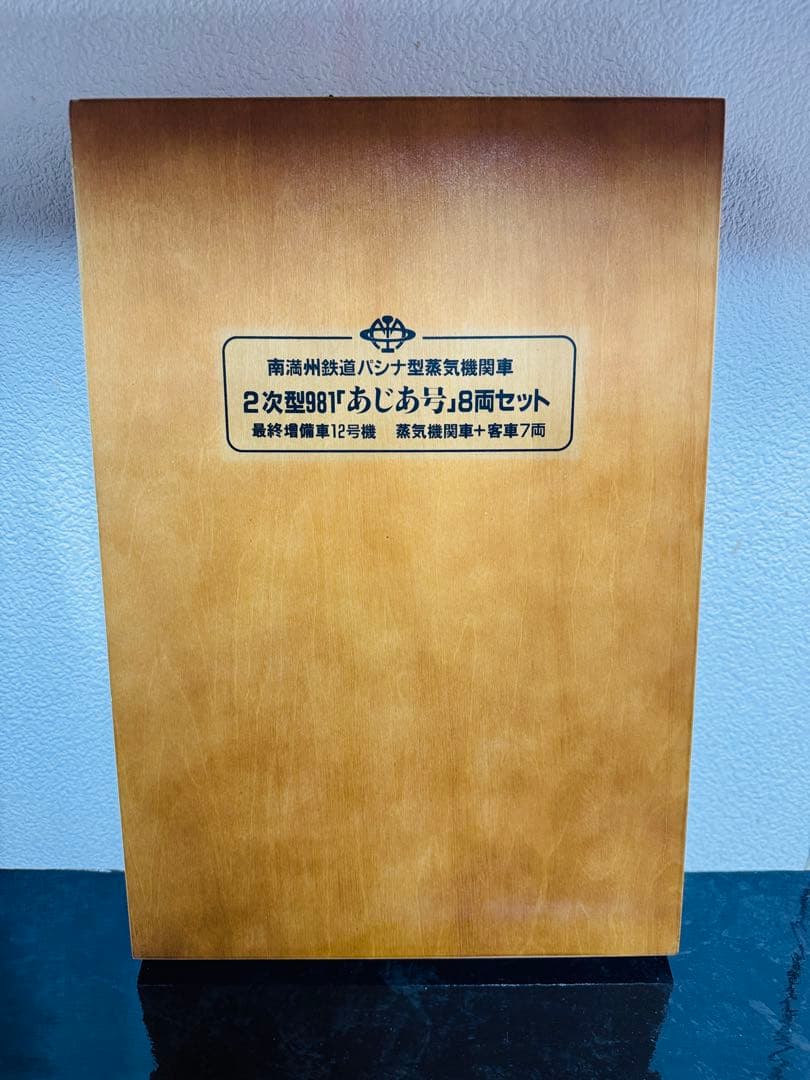 南満州鉄道パシナ型蒸気機関車
2次型981「あじあ号」8両セット
最終増備車12号機 蒸気機関車+客車7両